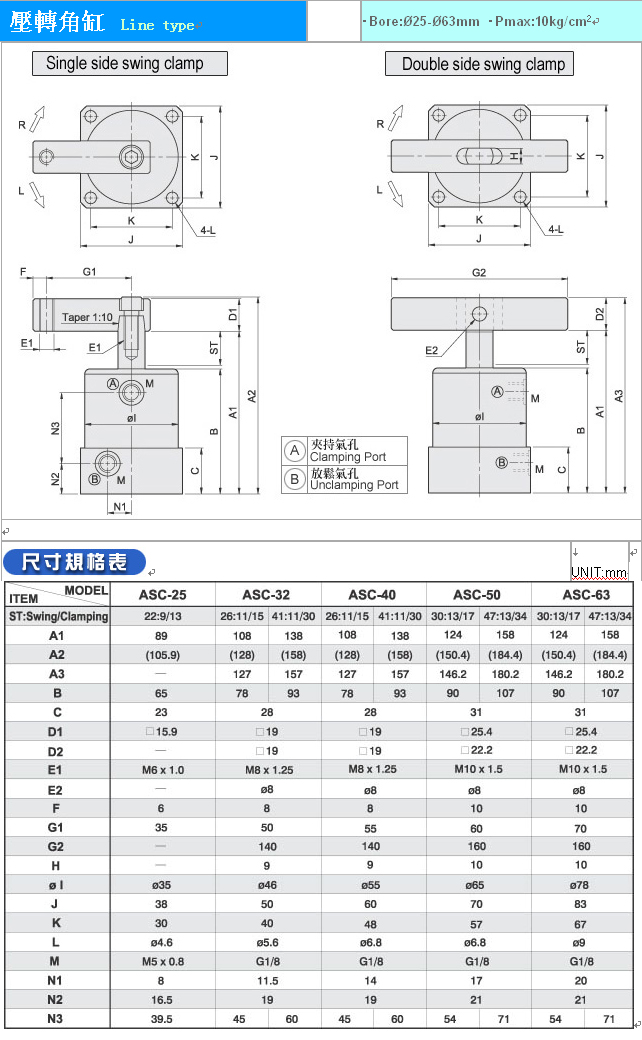 壓轉角缸 Line type
·Bore:Ø25-Ø63mm ·Pmax:10kg/cm²
Single side swing clamp
Double side swing clamp
R
L
K
J
K
J
4-L
R
L
H
K
J
K
J
4-L
F
G1
Taper 1:10
E1
E1
D1
ST
A M
øI
N3
N2
B M
N1
C
B
A1
A2
G2
E2
D2
ST
A
M
øI
B
M
C
B
A1
A3
A 夾持氣孔
Clamping Port
B 放鬆氣孔
Unclamping Port
尺寸規格表
UNIT:mm
ITEM MODEL ASC-25 ASC-32 ASC-40 ASC-50 ASC-63
ST:Swing/Clamping 22:9/13 26:11/15 41:11/30 26:11/15 41:11/30 30:13/17 47:13/34 30:13/17 47:13/34
A1 89 108 138 108 138 124 158 124 158
A2 (105.9) (128) (158) (128) (158) (150.4) (184.4) (150.4) (184.4)
A3 — 127 157 127 157 146.2 180.2 146.2 180.2
B 65 78 93 78 93 90 107 90 107
C 23 28 28 31 31
D1 □15.9 □19 □19 □25.4 □25.4
D2 — □19 □19 □22.2 □22.2
E1 M6 x 1.0 M8 x 1.25 M8 x 1.25 M10 x 1.5 M10 x 1.5
E2 — ø8 ø8 ø8 ø8
F 6 8 8 10 10
G1 35 50 55 60 70
G2 — 140 140 160 160
H — 9 9 10 10
ø I ø35 ø46 ø55 ø65 ø78
J 38 50 60 70 83
K 30 40 48 57 67
L ø4.6 ø5.6 ø6.8 ø6.8 ø9
M M5 x 0.8 G1/8 G1/8 G1/8 G1/8
N1 8 11.5 14 17 20
N2 16.5 19 19 21 21
N3 39.5 45 60 45 60 54 71 54 71